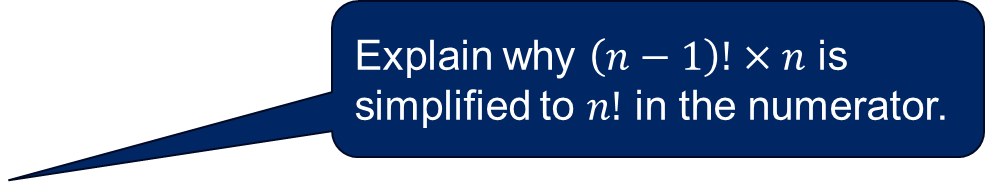 Explain why (n − 1)! × n is
simplified to n! in the numerator.